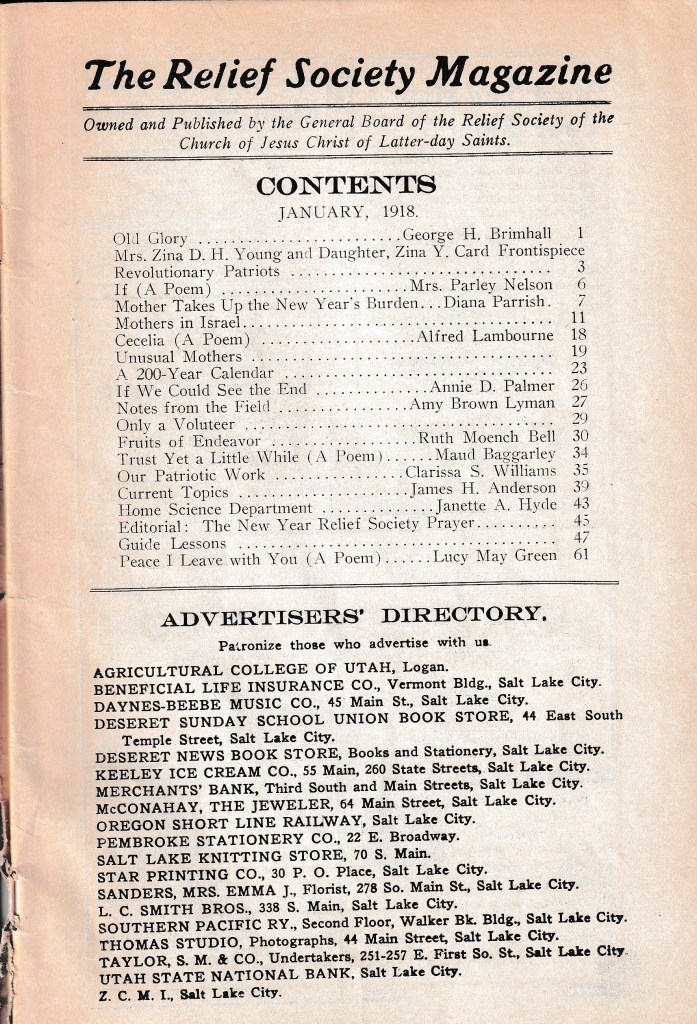 The Relief Society Magazine
Owned and Published by the General Board of the Relief Society of the
Church of Jesus Christ of Latter-day Saints.
CONTENTS
JANUARY, 1918.
Old Glory ........................George H. Brimhall 1
Mrs. Zina D. H. Young and Daughter, Zina Y. Card Frontispiece
Revolutionary Patriots ............................... 3
If (A Poem) ......................Mrs. Parley Nelson 6
Mother Takes Up the New Year's Burden...Diana Parrish. 7
Mothers in Israel..................................... 11
Cecelia (A Poem) ..................Alfred Lambourne 18
Unusual Mothers .................................... 19
A 200-Year Calendar ................................. 23
If We Could See the End .............Annie D. Palmer 26
Notes from the Field ...............Amy Brown Lyman 27
Only a Voluteer ..................................... 29
Fruits of Endeavor .................Ruth Moench Bell 30
Trust Yet a Little While (A Poem)......Maud Baggarley 34
Our Patriotic Work ...............Clarissa S. Williams 35
Current Topics ....................James H. Anderson 39
Home Science Department ............Janette A. Hyde 43
Editorial: The New Year Relief Society Prayer.......... 45
Guide Lessons ...................................... 47
Peace I Leave with You (A Poem)......Lucy May Green 61
ADVERTISERS' DIRECTORY.
Patronize those who advertise with us.
AGRICULTURAL COLLEGE OF UTAH, Logan.
BENEFICIAL LIFE INSURANCE CO., Vermont Bldg., Salt Lake City.
DAYNES-BEEBE MUSIC CO., 45 Main St., Salt Lake City.
DESERET SUNDAY SCHOOL UNION BOOK STORE, 44 East South
Temple Street, Salt Lake City.
DESERET NEWS BOOK STORE, Books and Stationery, Salt Lake City.
KEELEY ICE CREAM CO., 55 Main, 260 State Streets, Salt Lake City.
MERCHANTS' BANK, Third South and Main Streets, Salt Lake City.
McCONAHAY, THE JEWELER, 64 Main Street, Salt Lake City.
OREGON SHORT LINE RAILWAY, Salt Lake City.
PEMBROKE STATIONERY CO., 22 E. Broadway.
SALT LAKE KNITTING STORE, 70 S. Main.
STAR PRINTING CO., 30 P. O. Place, Salt Lake City.
SANDERS, MRS. EMMA J., Florist, 278 So. Main St., Salt Lake City.
L. C. SMITH BROS., 338 S. Main, Salt Lake City.
SOUTHERN PACIFIC RY., Second Floor, Walker Bk. Bldg., Salt Lake City.
THOMAS STUDIO, Photographs, 44 Main Street, Salt Lake City.
TAYLOR, S. M. & CO., Undertakers, 251-257 E. First So. St., Salt Lake City
UTAH STATE NATIONAL BANK, Salt Lake City.
Z. C. M. I., Salt Lake City.